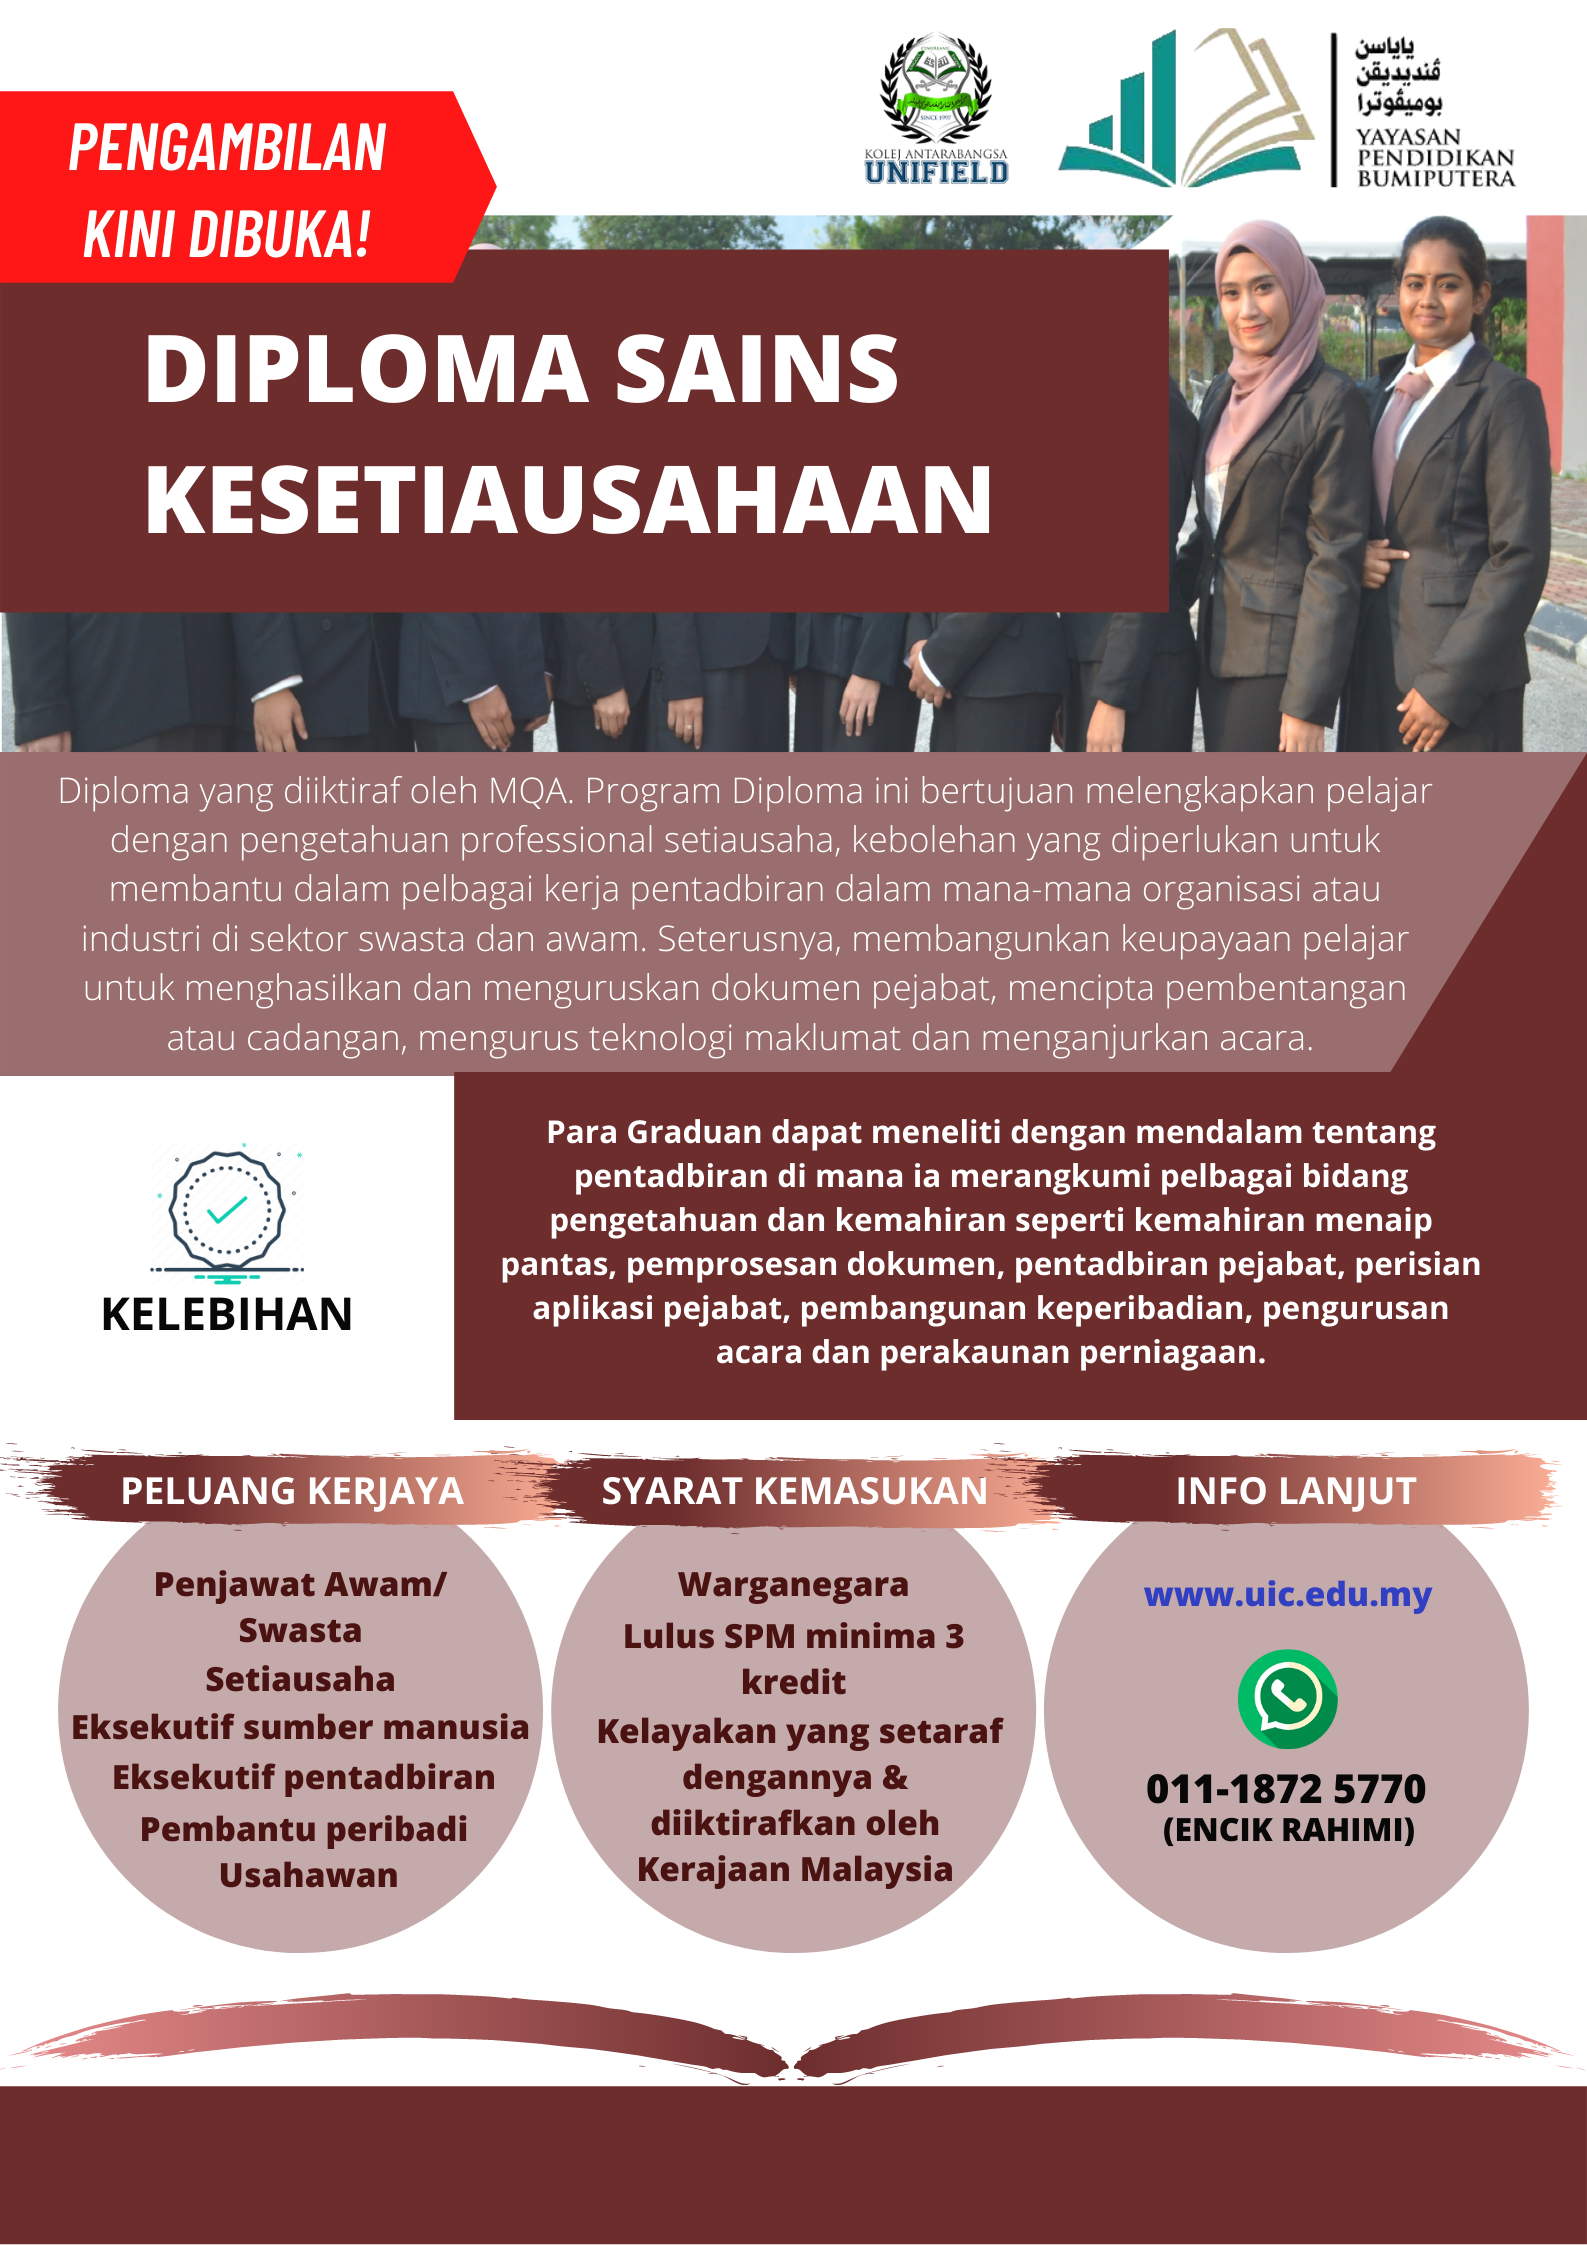 PENGAMBILAN
KINI DIBUKA!
SINCE 1997
KOLEJ ANTARABANGSA
UNIFIELD
ياياسن
ڤنديديقن
بوميڤوترا
YAYASAN
PENDIDIKAN
BUMIPUTERA
DIPLOMA SAINS
KESETIAUSAHAAN
Diploma yang diiktiraf oleh MQA. Program Diploma ini bertujuan melengkapkan pelajar
dengan pengetahuan professional setiausaha, kebolehan yang diperlukan untuk
membantu dalam pelbagai kerja pentadbiran dalam mana-mana organisasi atau
industri di sektor swasta dan awam. Seterusnya, membangunkan keupayaan pelajar
untuk menghasilkan dan menguruskan dokumen pejabat, mencipta pembentangan
atau cadangan, mengurus teknologi maklumat dan menganjurkan acara.
KELEBIHAN
Para Graduan dapat meneliti dengan mendalam tentang
pentadbiran di mana ia merangkumi pelbagai bidang
pengetahuan dan kemahiran seperti kemahiran menaip
pantas, pemprosesan dokumen, pentadbiran pejabat, perisian
aplikasi pejabat, pembangunan keperibadian, pengurusan
acara dan perakaunan perniagaan.
PELUANG KERJAYA
Penjawat Awam/
Swasta
Setiausaha
Eksekutif sumber manusia
Eksekutif pentadbiran
Pembantu peribadi
Usahawan
SYARAT KEMASUKAN
Warganegara
Lulus SPM minima 3
kredit
Kelayakan yang setaraf
dengannya &
diiktirafkan oleh
Kerajaan Malaysia
INFO LANJUT
www.uic.edu.my
011-1872 5770
(ENCIK RAHIMI)